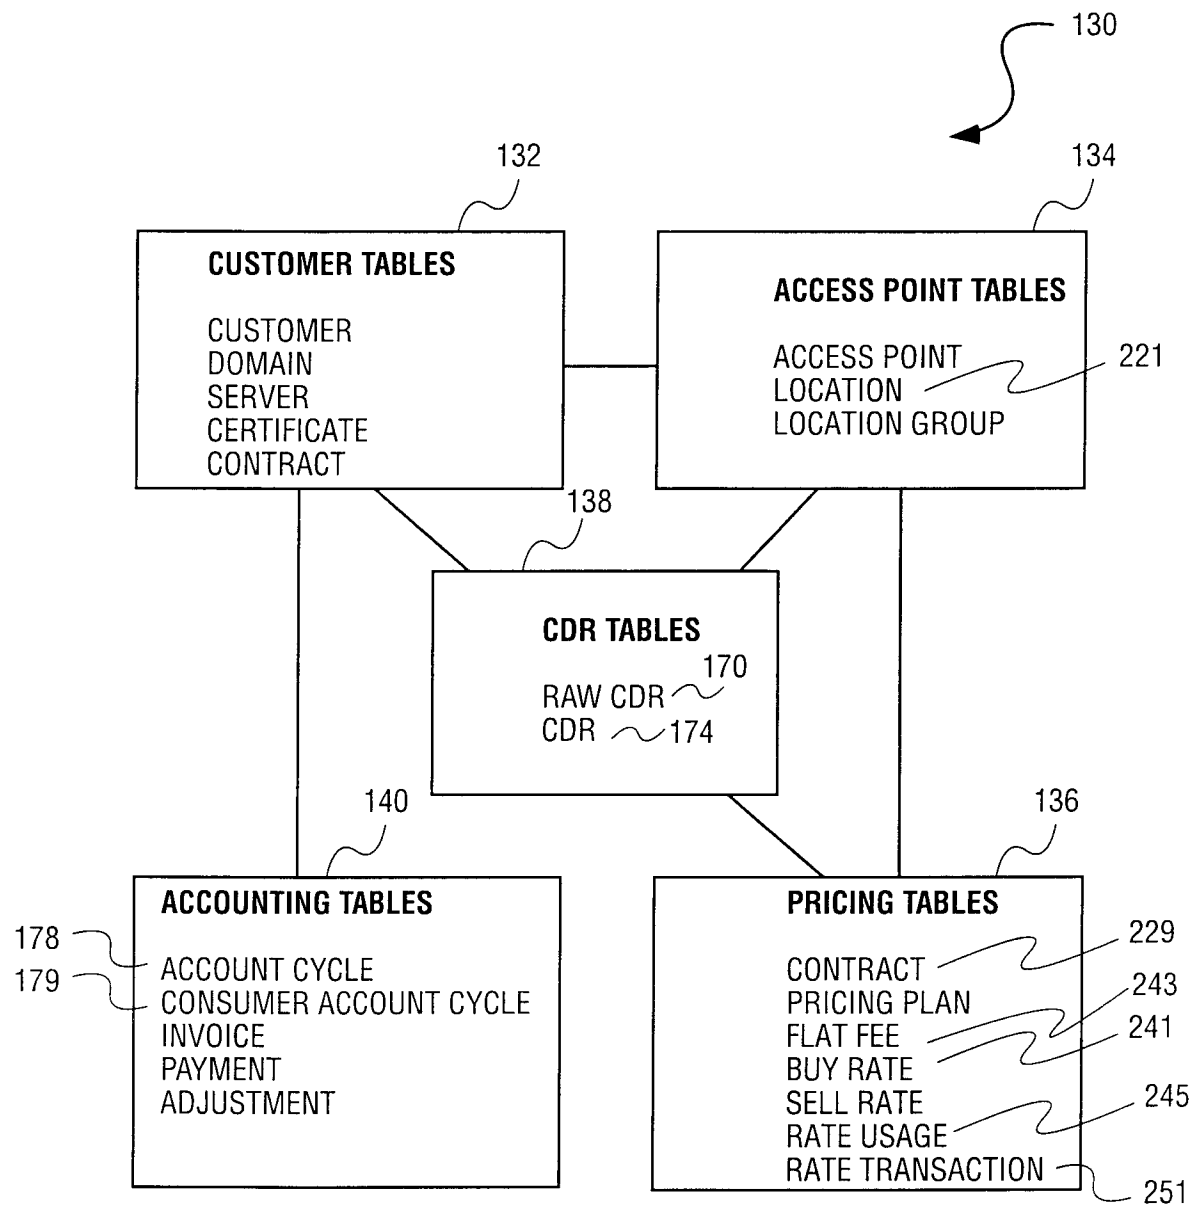 130
132
134
CUSTOMER TABLES
CUSTOMER
DOMAIN
SERVER
CERTIFICATE
CONTRACT
ACCESS POINT TABLES
ACCESS POINT
LOCATION
LOCATION GROUP
221
138
CDR TABLES
170
RAW CDR
CDR
174
140
136
ACCOUNTING TABLES
178
ACCOUNT CYCLE
179
CONSUMER ACCOUNT CYCLE
INVOICE
PAYMENT
ADJUSTMENT
PRICING TABLES
229
CONTRACT
PRICING PLAN
243
FLAT FEE
241
BUY RATE
SELL RATE
245
RATE USAGE
RATE TRANSACTION
251